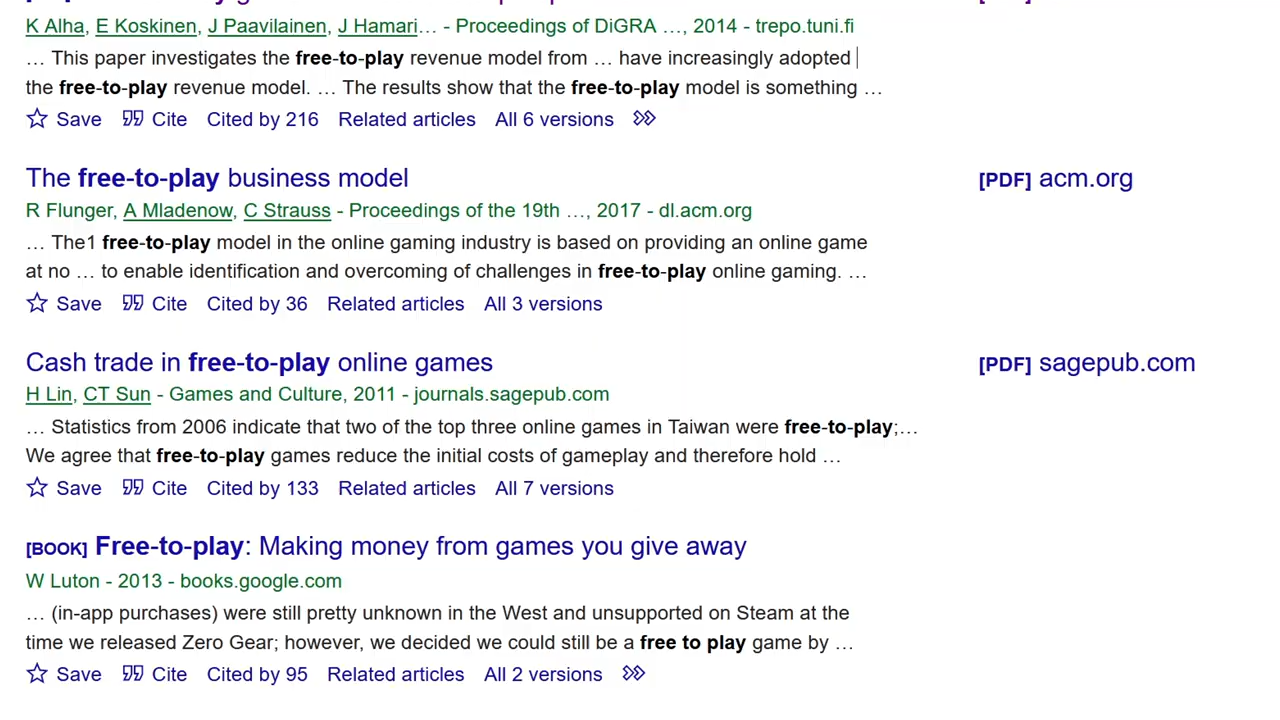 K Alha, E Koskinen, J Paavilainen, J Hamari… - Proceedings of DiGRA …, 2014 - trepo.tuni.fi
… This paper investigates the free-to-play revenue model from … have increasingly adopted
the free-to-play revenue model. … The results show that the free-to-play model is something …
Save Cite Cited by 216 Related articles All 6 versions
The free-to-play business model [PDF] acm.org
R Flunger, A Mladenow, C Strauss - Proceedings of the 19th …, 2017 - dl.acm.org
… The1 free-to-play model in the online gaming industry is based on providing an online game
at no … to enable identification and overcoming of challenges in free-to-play online gaming. …
Save Cite Cited by 36 Related articles All 3 versions
Cash trade in free-to-play online games [PDF] sagepub.com
H Lin, CT Sun - Games and Culture, 2011 - journals.sagepub.com
… Statistics from 2006 indicate that two of the top three online games in Taiwan were free-to-play;…
We agree that free-to-play games reduce the initial costs of gameplay and therefore hold …
Save Cite Cited by 133 Related articles All 7 versions
[BOOK] Free-to-play: Making money from games you give away
W Luton - 2013 - books.google.com
… (in-app purchases) were still pretty unknown in the West and unsupported on Steam at the
time we released Zero Gear; however, we decided we could still be a free to play game by …
Save Cite Cited by 95 Related articles All 2 versions